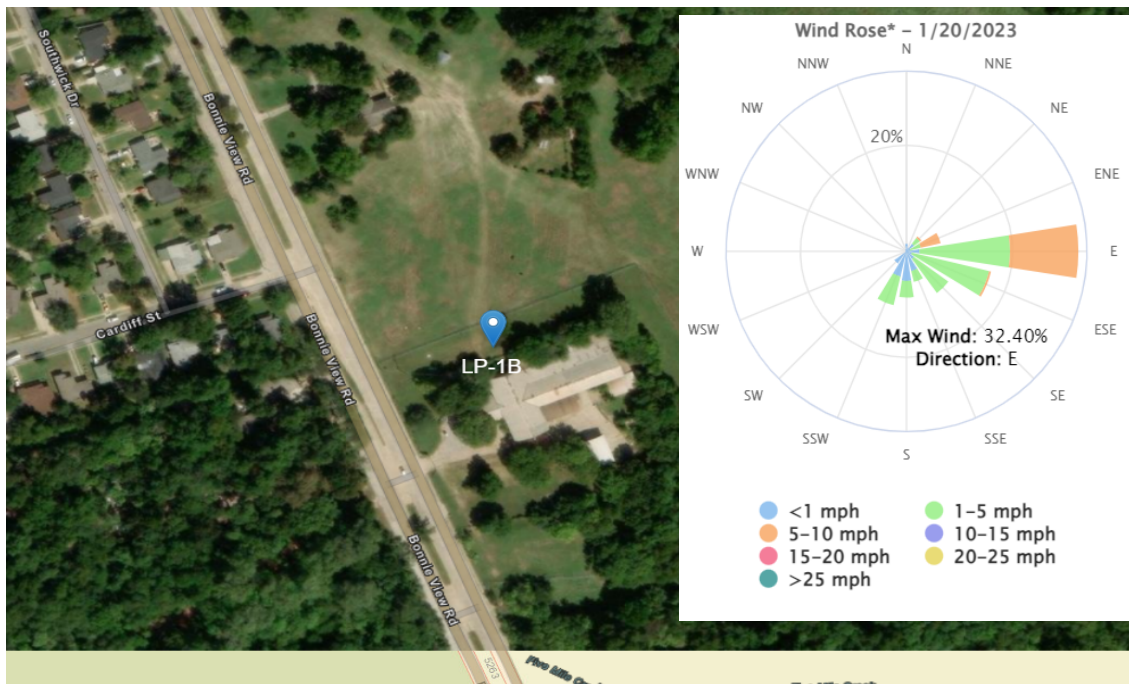 Southwick Dr
Bonnie View Rd
Cardiff St
Bonnie View Rd
LP-1B
Bonnie View Rd
5263
Five Mile
Wind Rose* – 1/20/2023
N
NNW
NNE
NW
NE
20%
WNW
ENE
W
E
WSW
ESE
Max Wind: 32.40%
Direction: E
SW
SE
SSW
SSE
S
<1 mph
1–5 mph
5–10 mph
10–15 mph
15–20 mph
20–25 mph
>25 mph